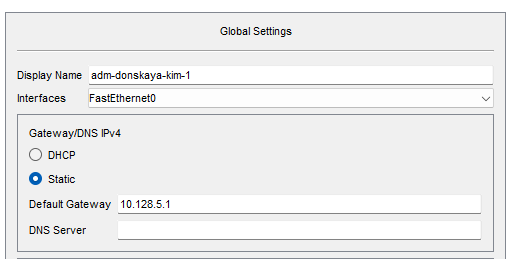 Global Settings
Display Name adm-donskaya-kim-1
Interfaces FastEthernet0
Gateway/DNS IPv4
DHCP
Static
Default Gateway 10.128.5.1
DNS Server